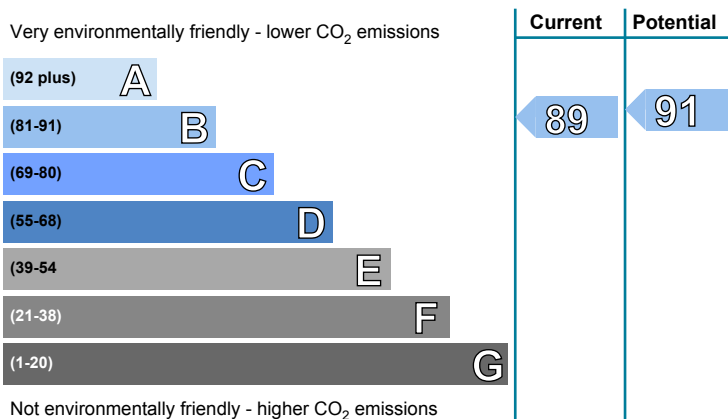 Current Potential
Very environmentally friendly - lower CO2 emissions
(92 plus) A
(81-91) B
89 91
(69-80) C
(55-68) D
(39-54 E
(21-38) F
(1-20) G
Not environmentally friendly - higher CO2 emissions